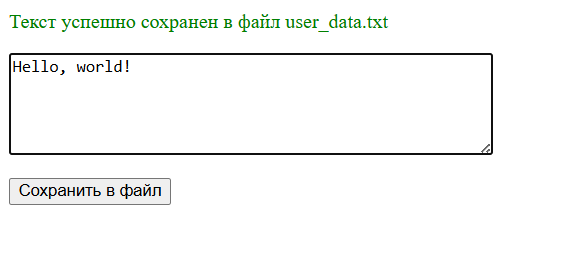 Текст успешно сохранен в файл user_data.txt
Hello, world!
Сохранить в файл